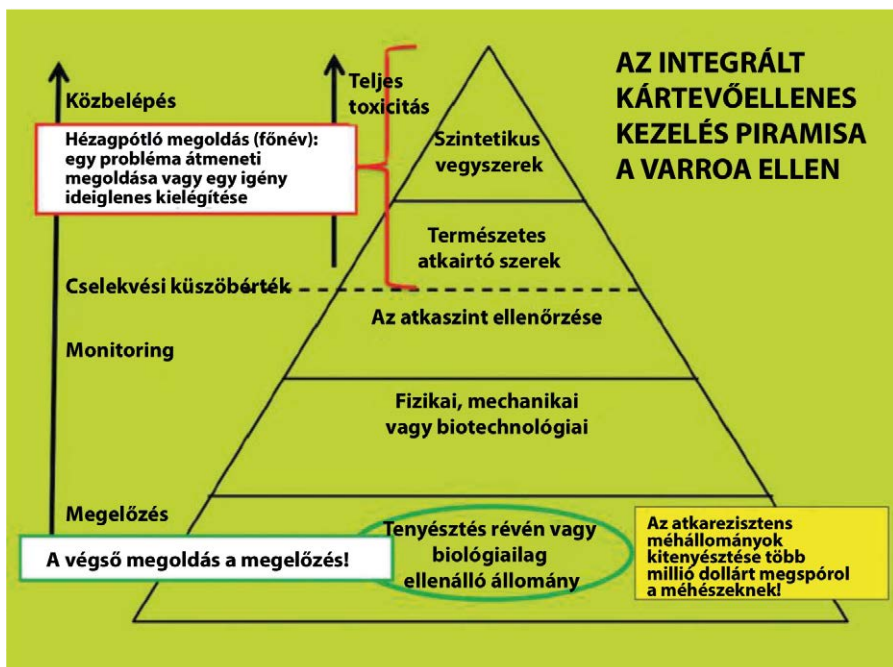 AZ INTEGRÁLT
KÁRTEVŐELLENES
KEZELÉS PIRAMISA
A VARROA ELLEN
Közbelépés
Teljes
toxicitás
Hézagpótló megoldás (főnév):
egy probléma átmeneti
megoldása vagy egy igény
ideiglenes kielégítése
Szintetikus
vegyszerek
Természetes
atkairtó szerek
Cselekvési küszöbérték
Az atkaszint ellenőrzése
Monitoring
Fizikai, mechanikai
vagy biotechnológiai
Megelőzés
A végső megoldás a megelőzés!
Tenyésztés révén vagy
biológiailag
ellenálló állomány
Az atkarezisztens
méhállományok
kitenyésztése több
millió dollárt megspórol
a méhészeknek!